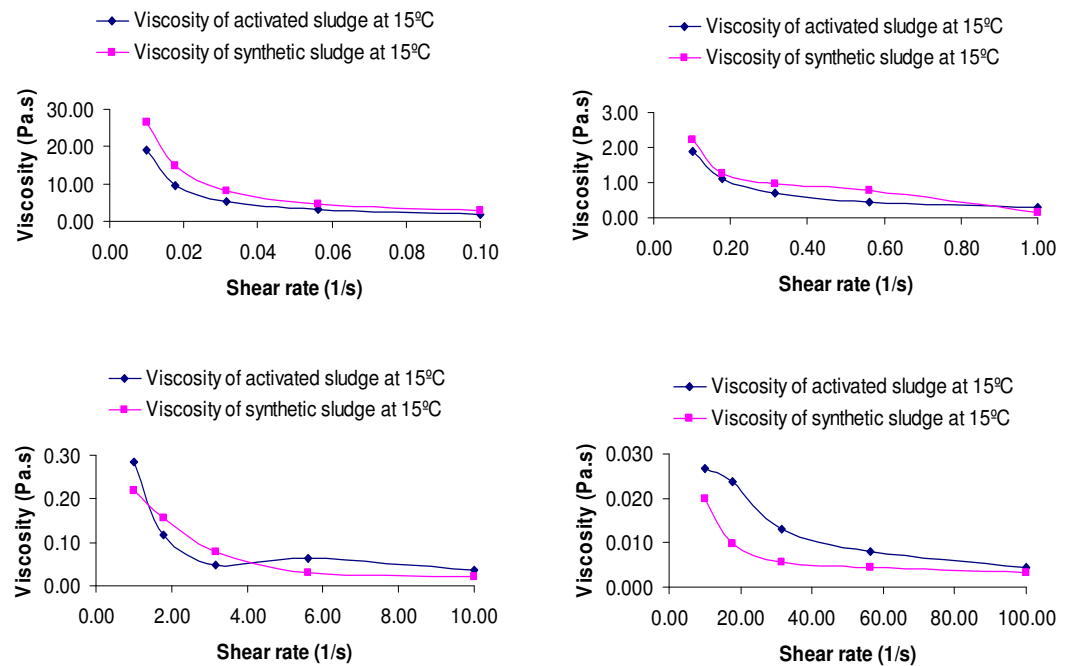 Viscosity of activated sludge at 15ºC
Viscosity of synthetic sludge at 15ºC
Viscosity (Pa.s)
30.00
20.00
10.00
0.00
0.00 0.02 0.04 0.06 0.08 0.10
Shear rate (1/s)
Viscosity of activated sludge at 15ºC
Viscosity of synthetic sludge at 15ºC
Viscosity (Pa.s)
3.00
2.00
1.00
0.00
0.00 0.20 0.40 0.60 0.80 1.00
Shear rate (1/s)
Viscosity of activated sludge at 15ºC
Viscosity of synthetic sludge at 15ºC
Viscosity (Pa.s)
0.30
0.20
0.10
0.00
0.00 2.00 4.00 6.00 8.00 10.00
Shear rate (1/s)
Viscosity of activated sludge at 15ºC
Viscosity of synthetic sludge at 15ºC
Viscosity (Pa.s)
0.030
0.020
0.010
0.000
0.00 20.00 40.00 60.00 80.00 100.00
Shear rate (1/s)